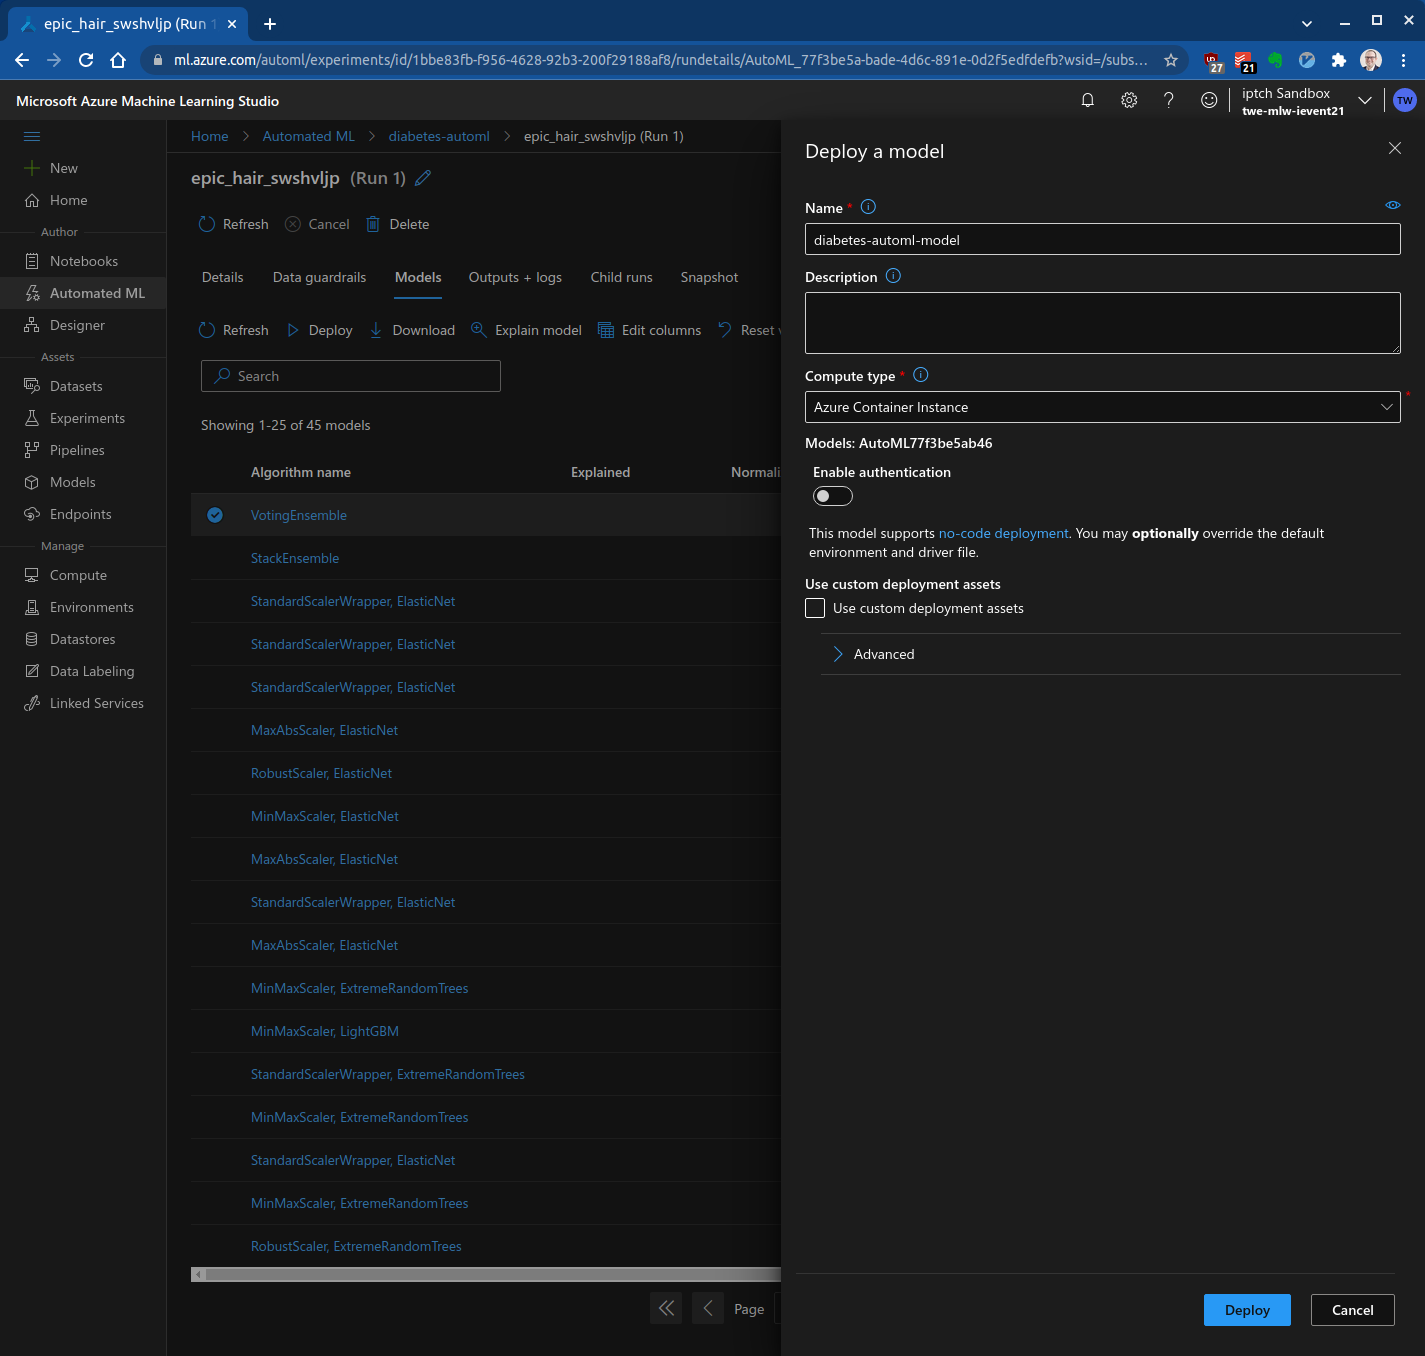 epic_hair_swshvljp (Run 1
ml.azure.com/automl/experiments/id/1bbe83fb-f956-4628-92b3-200f29188af8/rundetails/AutoML_77f3be5a-bade-4d6c-891e-0d2f5edfdefb?wsid=/subs...
27
21
Microsoft Azure Machine Learning Studio
iptch Sandbox
twe-mlw-ievent21
TW
New
Home
Author
Notebooks
Automated ML
Designer
Assets
Datasets
Experiments
Pipelines
Models
Endpoints
Manage
Compute
Environments
Datastores
Data Labeling
Linked Services
Home > Automated ML > diabetes-automl > epic_hair_swshvljp (Run 1)
epic_hair_swshvljp (Run 1)
Refresh Cancel Delete
Details Data guardrails Models Outputs + logs Child runs Snapshot
Refresh Deploy Download Explain model Edit columns Reset v
Search
Showing 1-25 of 45 models
Algorithm name Explained Normali
VotingEnsemble
StackEnsemble
StandardScalerWrapper, ElasticNet
StandardScalerWrapper, ElasticNet
StandardScalerWrapper, ElasticNet
MaxAbsScaler, ElasticNet
RobustScaler, ElasticNet
MinMaxScaler, ElasticNet
MaxAbsScaler, ElasticNet
StandardScalerWrapper, ElasticNet
MaxAbsScaler, ElasticNet
MinMaxScaler, ExtremeRandomTrees
MinMaxScaler, LightGBM
StandardScalerWrapper, ExtremeRandomTrees
MinMaxScaler, ExtremeRandomTrees
StandardScalerWrapper, ElasticNet
MinMaxScaler, ExtremeRandomTrees
RobustScaler, ExtremeRandomTrees
Page
Deploy a model
Name *
diabetes-automl-model
Description
Compute type *
Azure Container Instance
*
Models: AutoML77f3be5ab46
Enable authentication
This model supports no-code deployment. You may optionally override the default
environment and driver file.
Use custom deployment assets
Use custom deployment assets
Advanced
Deploy
Cancel